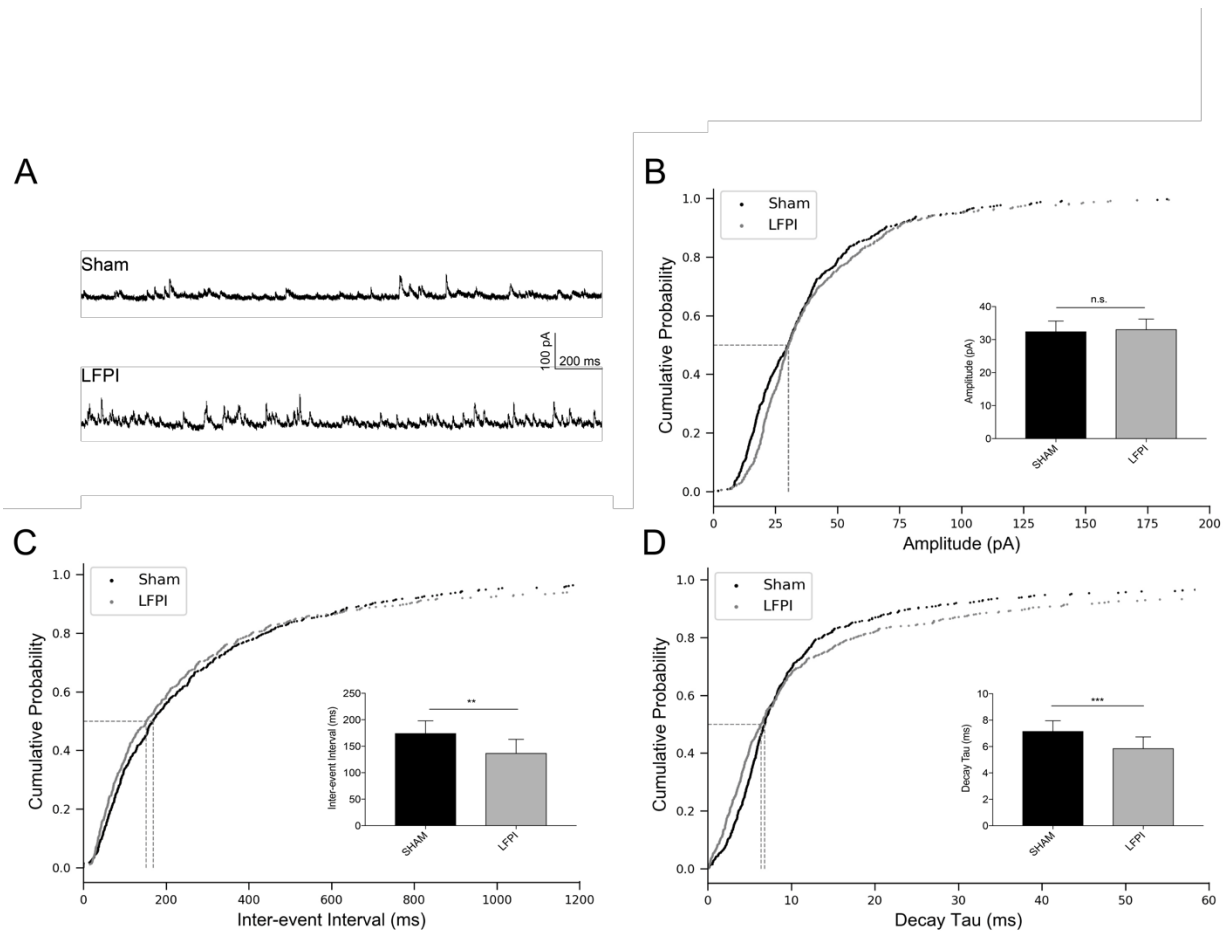 A
Sham
100 pA
200 ms
LFPI
B
Sham
LFPI
Cumulative Probability
1.0
0.8
0.6
0.4
0.2
0.0
0
25
50
75
100
125
150
175
200
Amplitude (pA)
n.s.
Amplitude (pA)
40
30
20
10
0
SHAM
LFPI
C
Sham
LFPI
Cumulative Probability
1.0
0.8
0.6
0.4
0.2
0.0
0
200
400
600
800
1000
1200
Inter-event Interval (ms)
**
Inter-event Interval (ms)
250
200
150
100
50
0
SHAM
LFPI
D
Sham
LFPI
Cumulative Probability
1.0
0.8
0.6
0.4
0.2
0.0
0
10
20
30
40
50
60
Decay Tau (ms)
***
Decay Tau (ms)
10
8
6
4
2
0
SHAM
LFPI